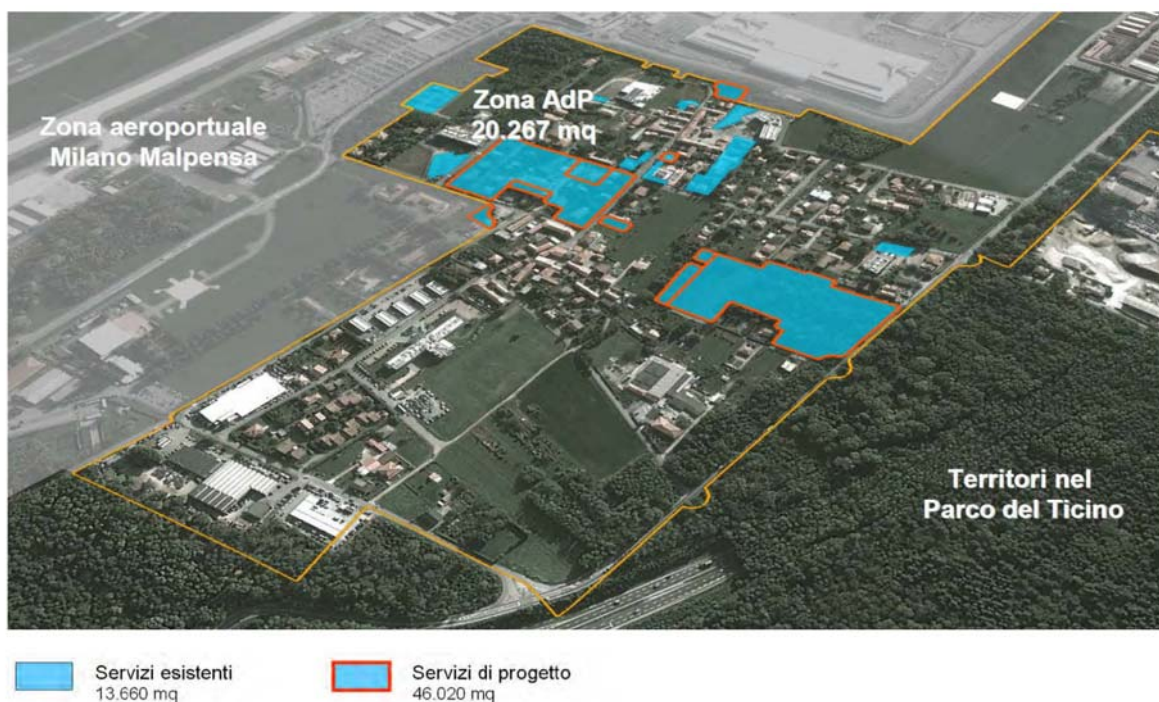 Zona AdP
20.267 mq
Zona aeroportuale
Milano Malpensa
Territori nel
Parco del Ticino
Servizi esistenti
13.660 mq
Servizi di progetto
46.020 mq